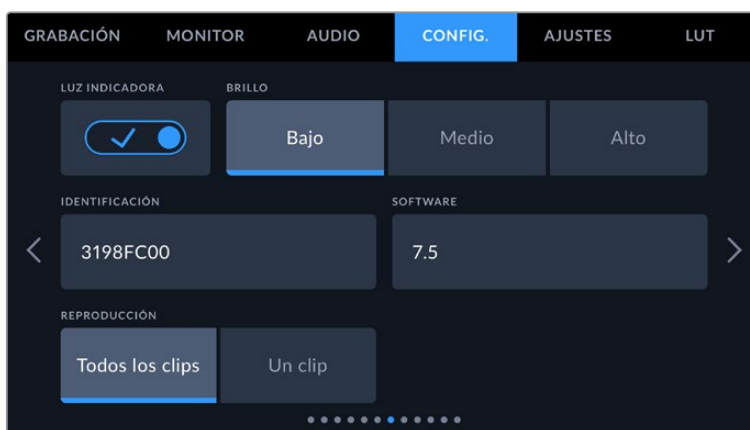 GRABACIÓN MONITOR AUDIO CONFIG. AJUSTES LUT
LUZ INDICADORA BRILLO
Bajo Medio Alto
IDENTIFICACIÓN SOFTWARE
3198FC00 7.5
REPRODUCCIÓN
Todos los clips Un clip